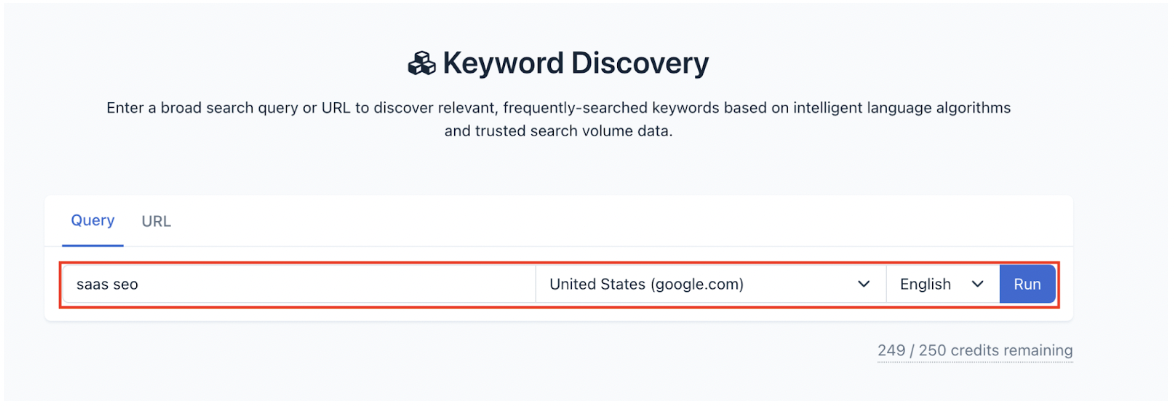 Keyword Discovery
Enter a broad search query or URL to discover relevant, frequently-searched keywords based on intelligent language algorithms
and trusted search volume data.
Query URL
saas seo United States (google.com) English Run
249 / 250 credits remaining